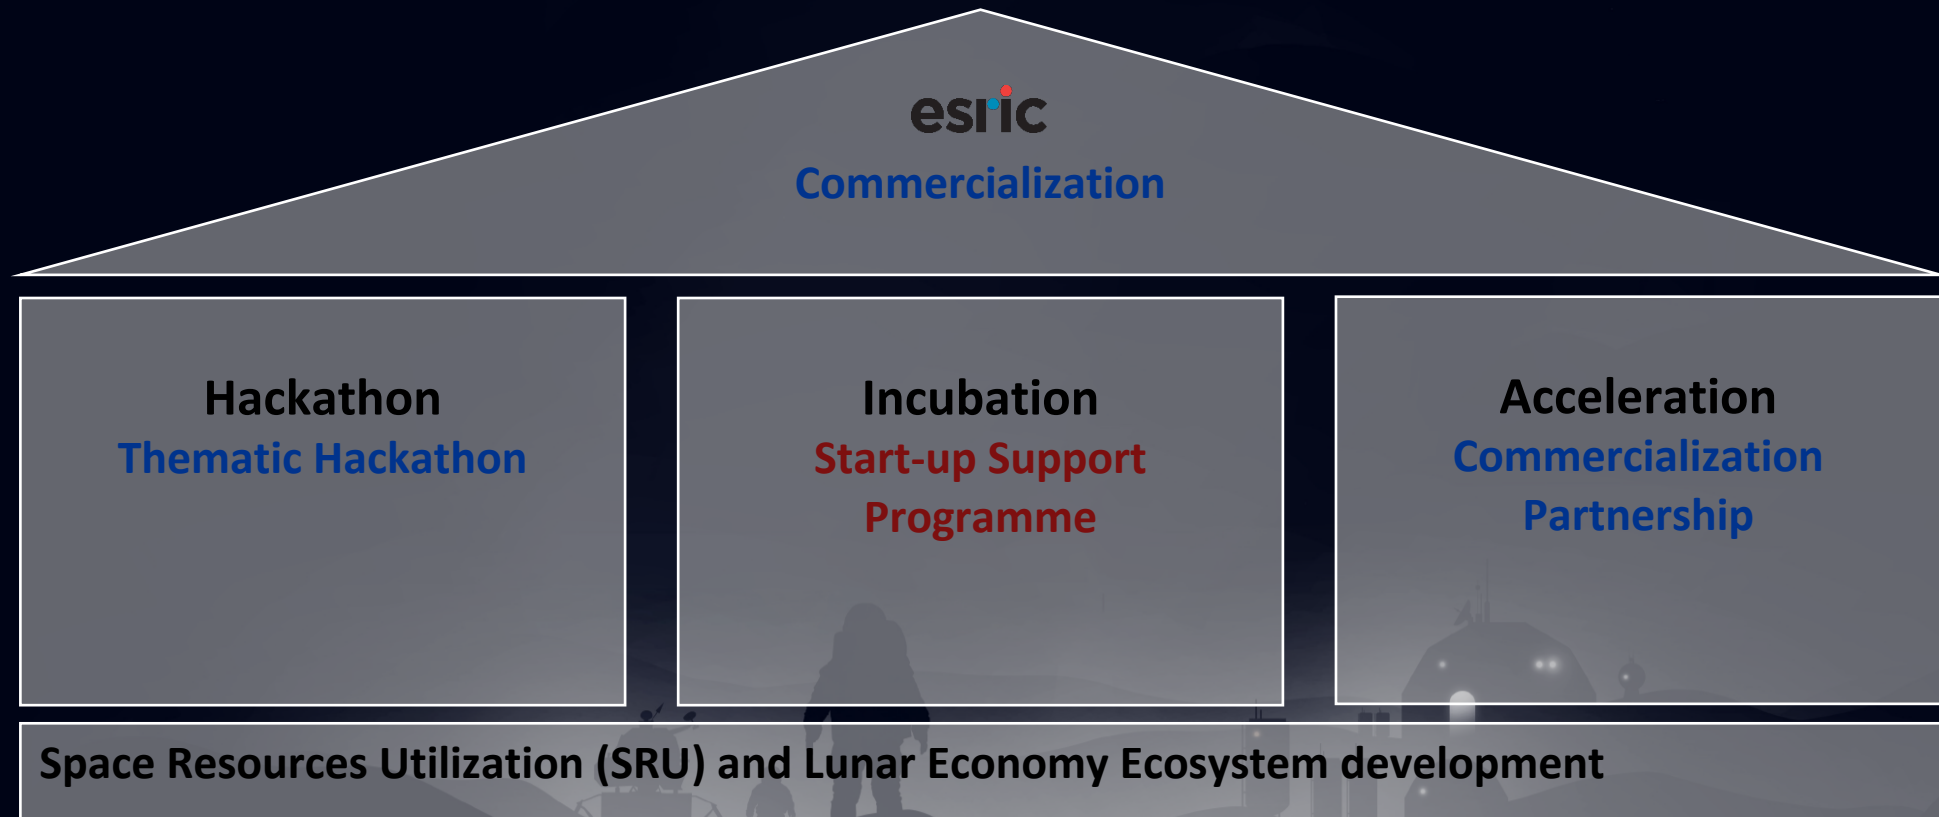 esric
Commercialization
Hackathon
Thematic Hackathon
Incubation
Start-up Support
Programme
Acceleration
Commercialization
Partnership
Space Resources Utilization (SRU) and Lunar Economy Ecosystem development